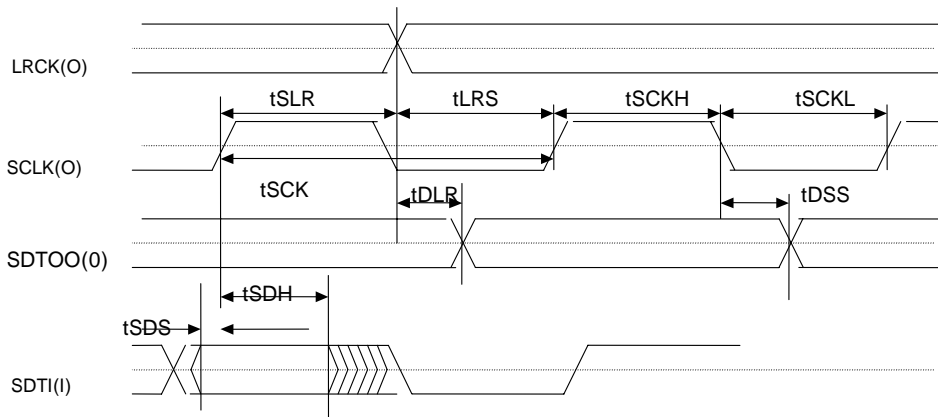 LRCK(O)
tSLR tLRS tSCKH tSCKL
SCLK(O)
tSCK tDLR tDSS
SDTOO(0)
tSDH
tSDS
SDTI(I)